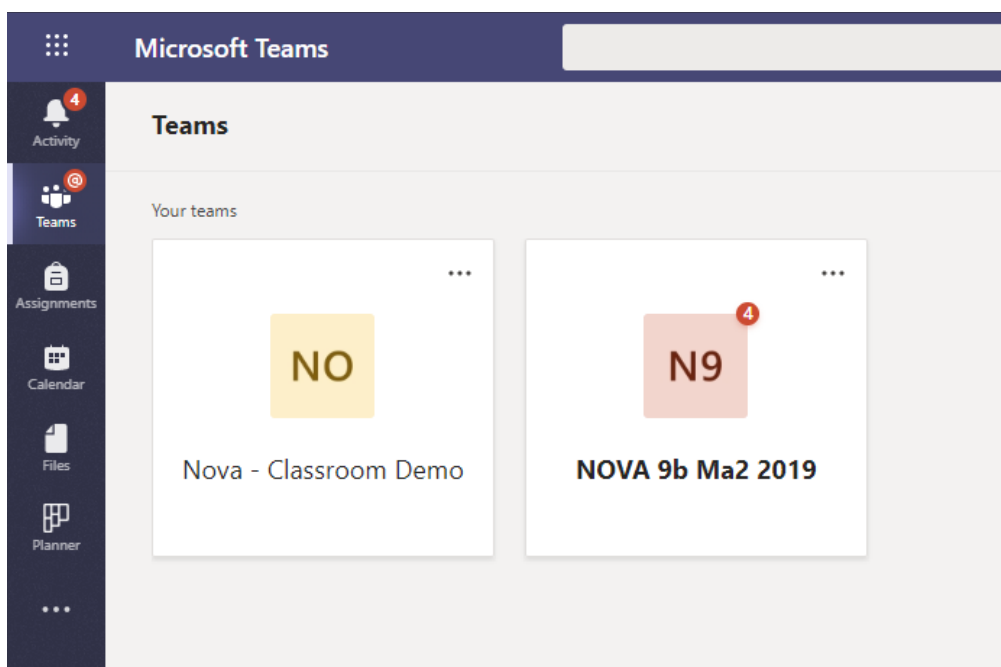 Microsoft Teams
4
Activity
@
Teams
Assignments
Calendar
Files
Planner
Teams
Your teams
NO
Nova - Classroom Demo
4
N9
NOVA 9b Ma2 2019